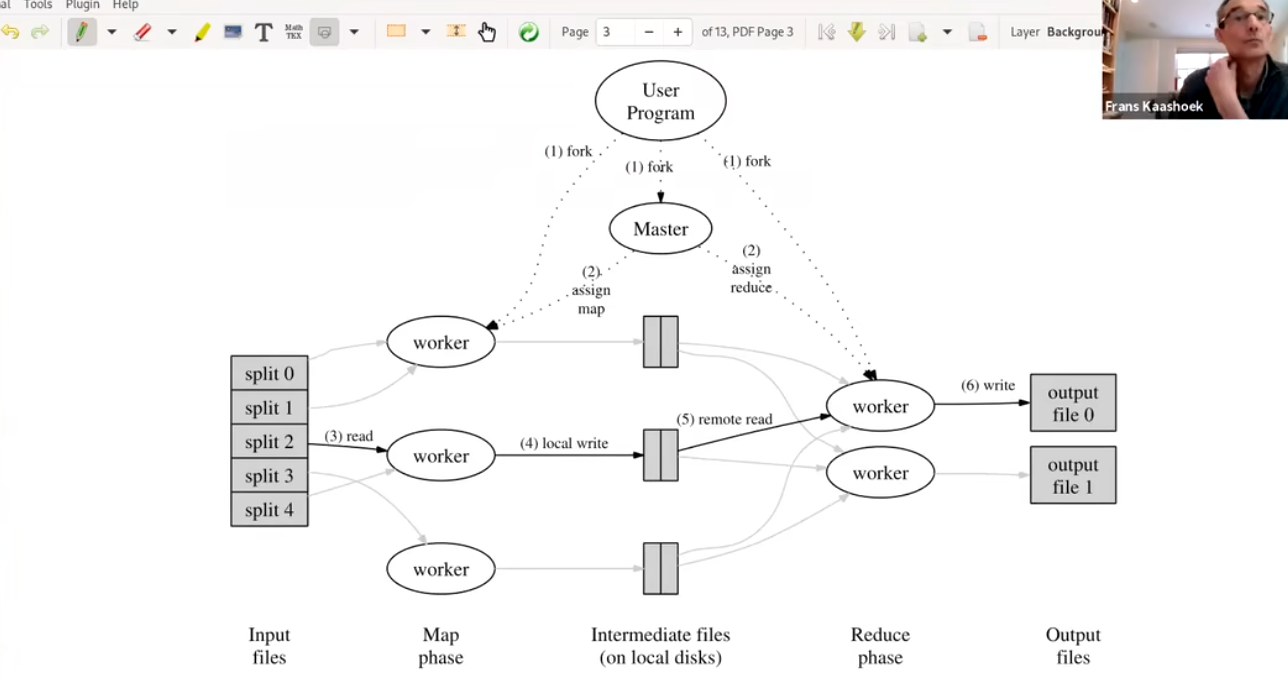 Tools Plugin Help
Page 3 of 13, PDF Page 3 Layer
Frans Kaashoek
User
Program
(1) fork
(1) fork
(1) fork
Master
(2)
assign
map
(2)
assign
reduce
worker
split 0
split 1
split 2
split 3
split 4
(3) read
worker
(4) local write
worker
(5) remote read
worker
worker
(6) write
output
file 0
output
file 1
Input
files
Map
phase
Intermediate files
(on local disks)
Reduce
phase
Output
files